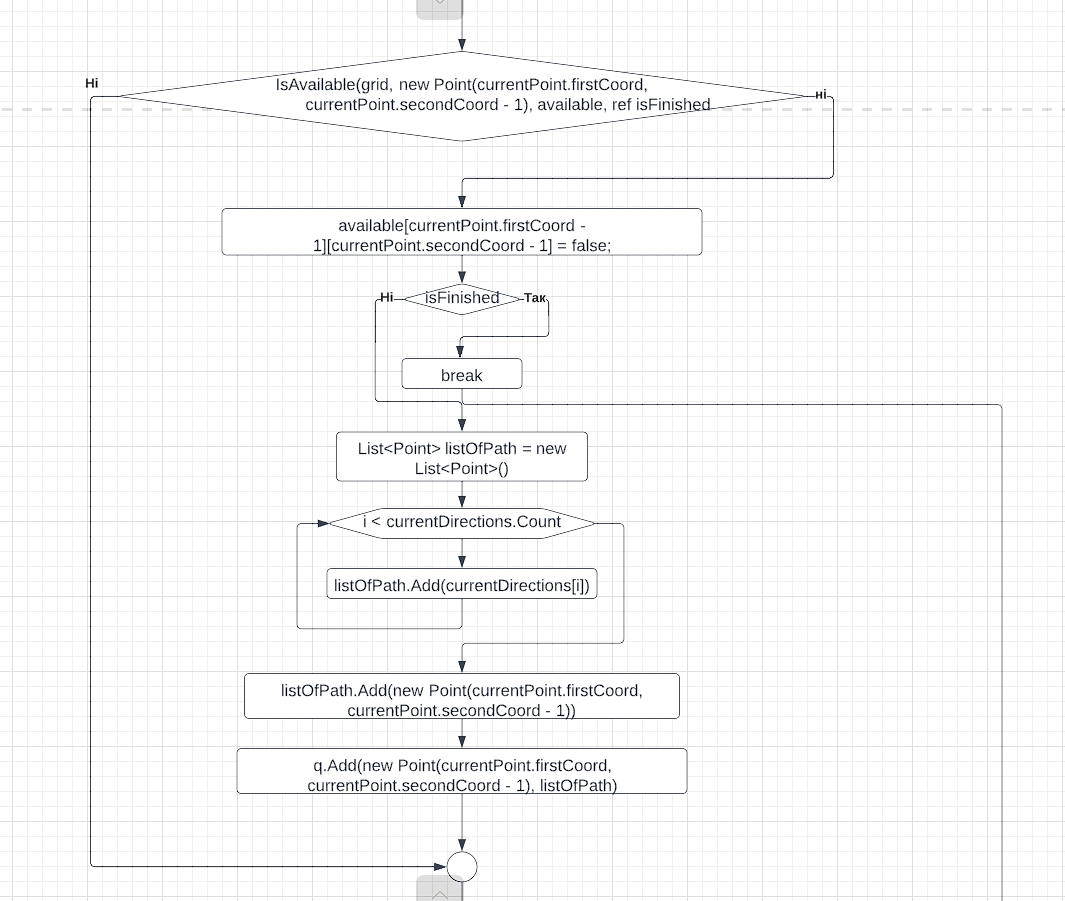 Ні
IsAvailable(grid, new Point(currentPoint.firstCoord,
currentPoint.secondCoord - 1), available, ref isFinished
ні
available[currentPoint.firstCoord -
1][currentPoint.secondCoord - 1] = false;
Ні
isFinished
Так
break
List<Point> listOfPath = new
List<Point>()
i < currentDirections.Count
listOfPath.Add(currentDirections[i])
listOfPath.Add(new Point(currentPoint.firstCoord,
currentPoint.secondCoord - 1))
q.Add(new Point(currentPoint.firstCoord,
currentPoint.secondCoord - 1), listOfPath)